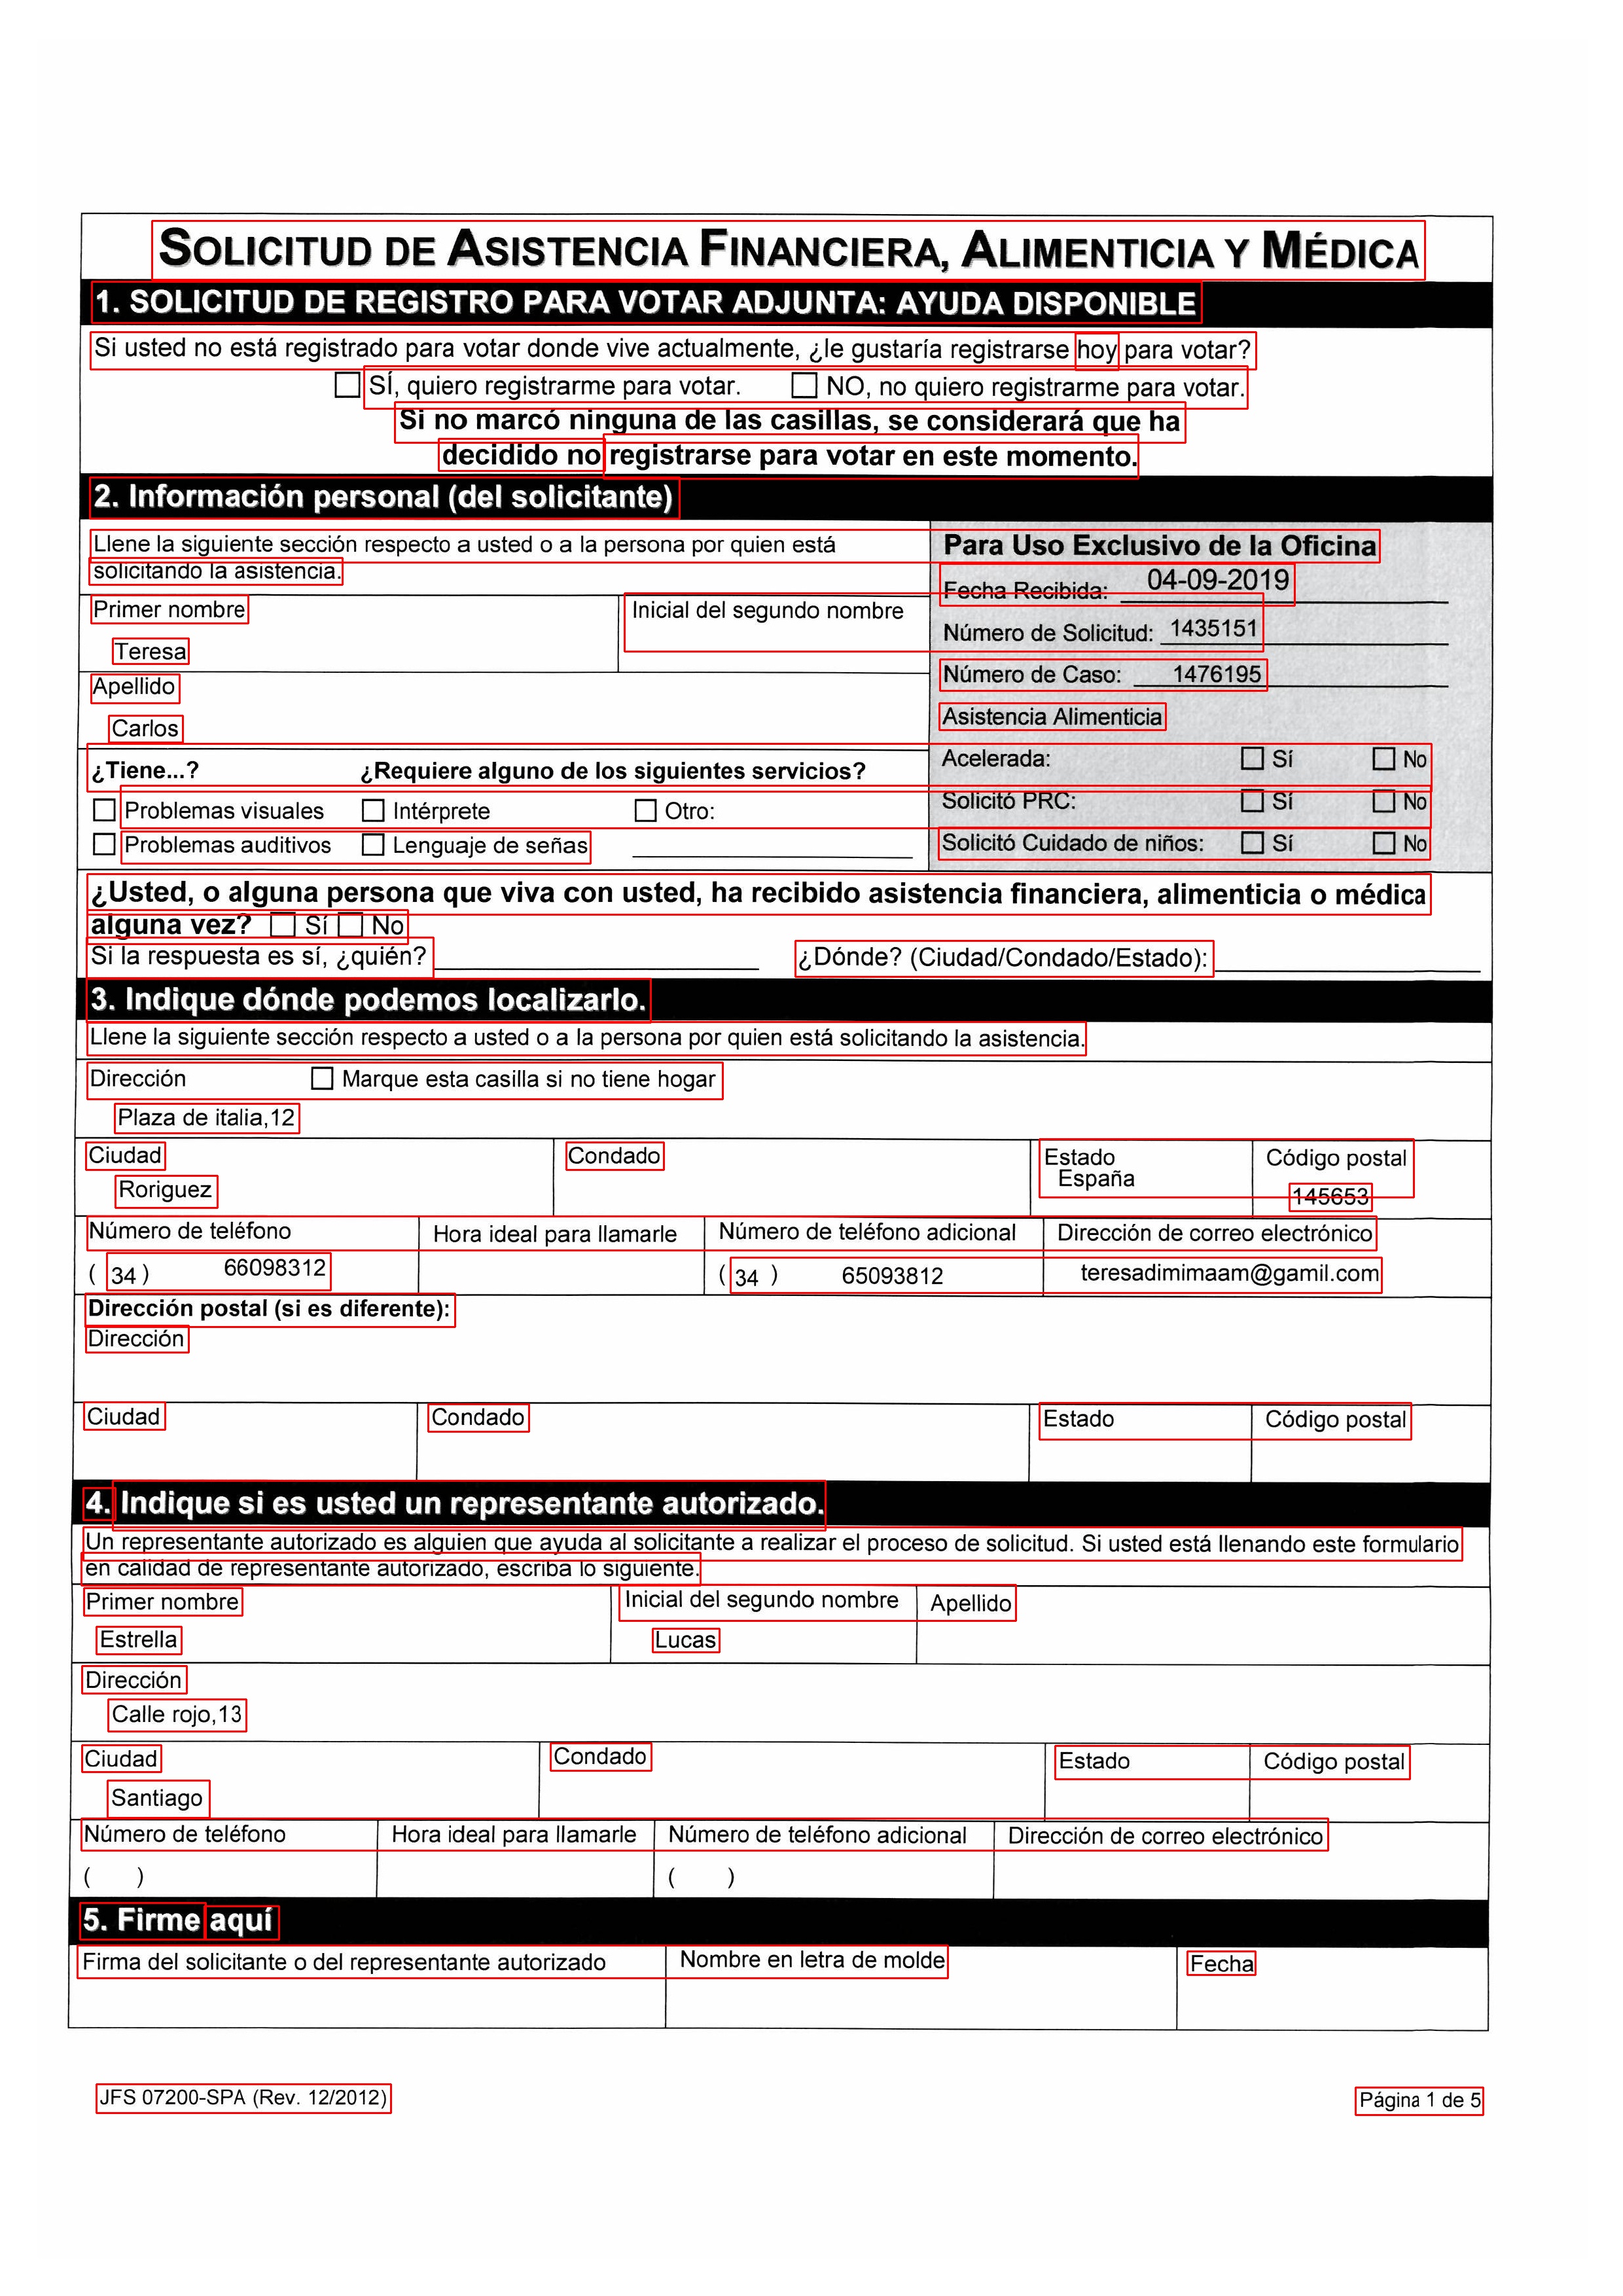 SOLICITUD DE ASISTENCIA FINANCIERA, ALIMENTICIA Y MÉDICA
1. SOLICITUD DE REGISTRO PARA VOTAR ADJUNTA: AYUDA DISPONIBLE
Si usted no está registrado para votar donde vive actualmente, ¿le gustaría registrarse hoy para votar?
SÍ, quiero registrarme para votar. NO, no quiero registrarme para votar.
Si no marcó ninguna de las casillas, se considerará que ha
decidido no registrarse para votar en este momento.
2. Información personal (del solicitante)
Llene la siguiente sección respecto a usted o a la persona por quien está
solicitando la asistencia.
Primer nombre Inicial del segundo nombre
Teresa
Apellido
Carlos
¿Tiene...? ¿Requiere alguno de los siguientes servicios?
Problemas visuales Intérprete Otro:
Problemas auditivos Lenguaje de señas
Para Uso Exclusivo de la Oficina
Fecha Recibida: 04-09-2019
Número de Solicitud: 1435151
Número de Caso: 1476195
Asistencia Alimenticia
Acelerada: Sí No
Solicitó PRC: Sí No
Solicitó Cuidado de niños: Sí No
¿Usted, o alguna persona que viva con usted, ha recibido asistencia financiera, alimenticia o médica
alguna vez? Sí No
Si la respuesta es sí, ¿quién? ¿Dónde? (Ciudad/Condado/Estado):
3. Indique dónde podemos localizarlo.
Llene la siguiente sección respecto a usted o a la persona por quien está solicitando la asistencia.
Dirección Marque esta casilla si no tiene hogar
Plaza de italia,12
Ciudad Condado Estado Código postal
Roriguez España 145653
Número de teléfono Hora ideal para llamarle Número de teléfono adicional Dirección de correo electrónico
( 34 ) 66098312 ( 34 ) 65093812 teresadimimaam@gamil.com
Dirección postal (si es diferente):
Dirección
Ciudad Condado Estado Código postal
4. Indique si es usted un representante autorizado.
Un representante autorizado es alguien que ayuda al solicitante a realizar el proceso de solicitud. Si usted está llenando este formulario
en calidad de representante autorizado, escriba lo siguiente.
Primer nombre Inicial del segundo nombre Apellido
Estrella Lucas
Dirección
Calle rojo,13
Ciudad Condado Estado Código postal
Santiago
Número de teléfono Hora ideal para llamarle Número de teléfono adicional Dirección de correo electrónico
( ) ( )
5. Firme aquí
Firma del solicitante o del representante autorizado Nombre en letra de molde Fecha
JFS 07200-SPA (Rev. 12/2012) Página 1 de 5